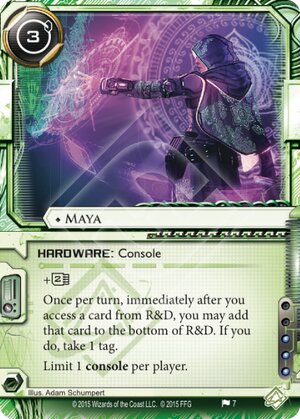 3
♦ MAYA
HARDWARE: Console
+2
Once per turn, immediately after you
access a card from R&D, you may add
that card to the bottom of R&D. If you
do, take 1 tag.
Limit 1 console per player.
Illus. Adam Schumpert
© 2015 Wizards of the Coast LLC. © 2015 FFG
7